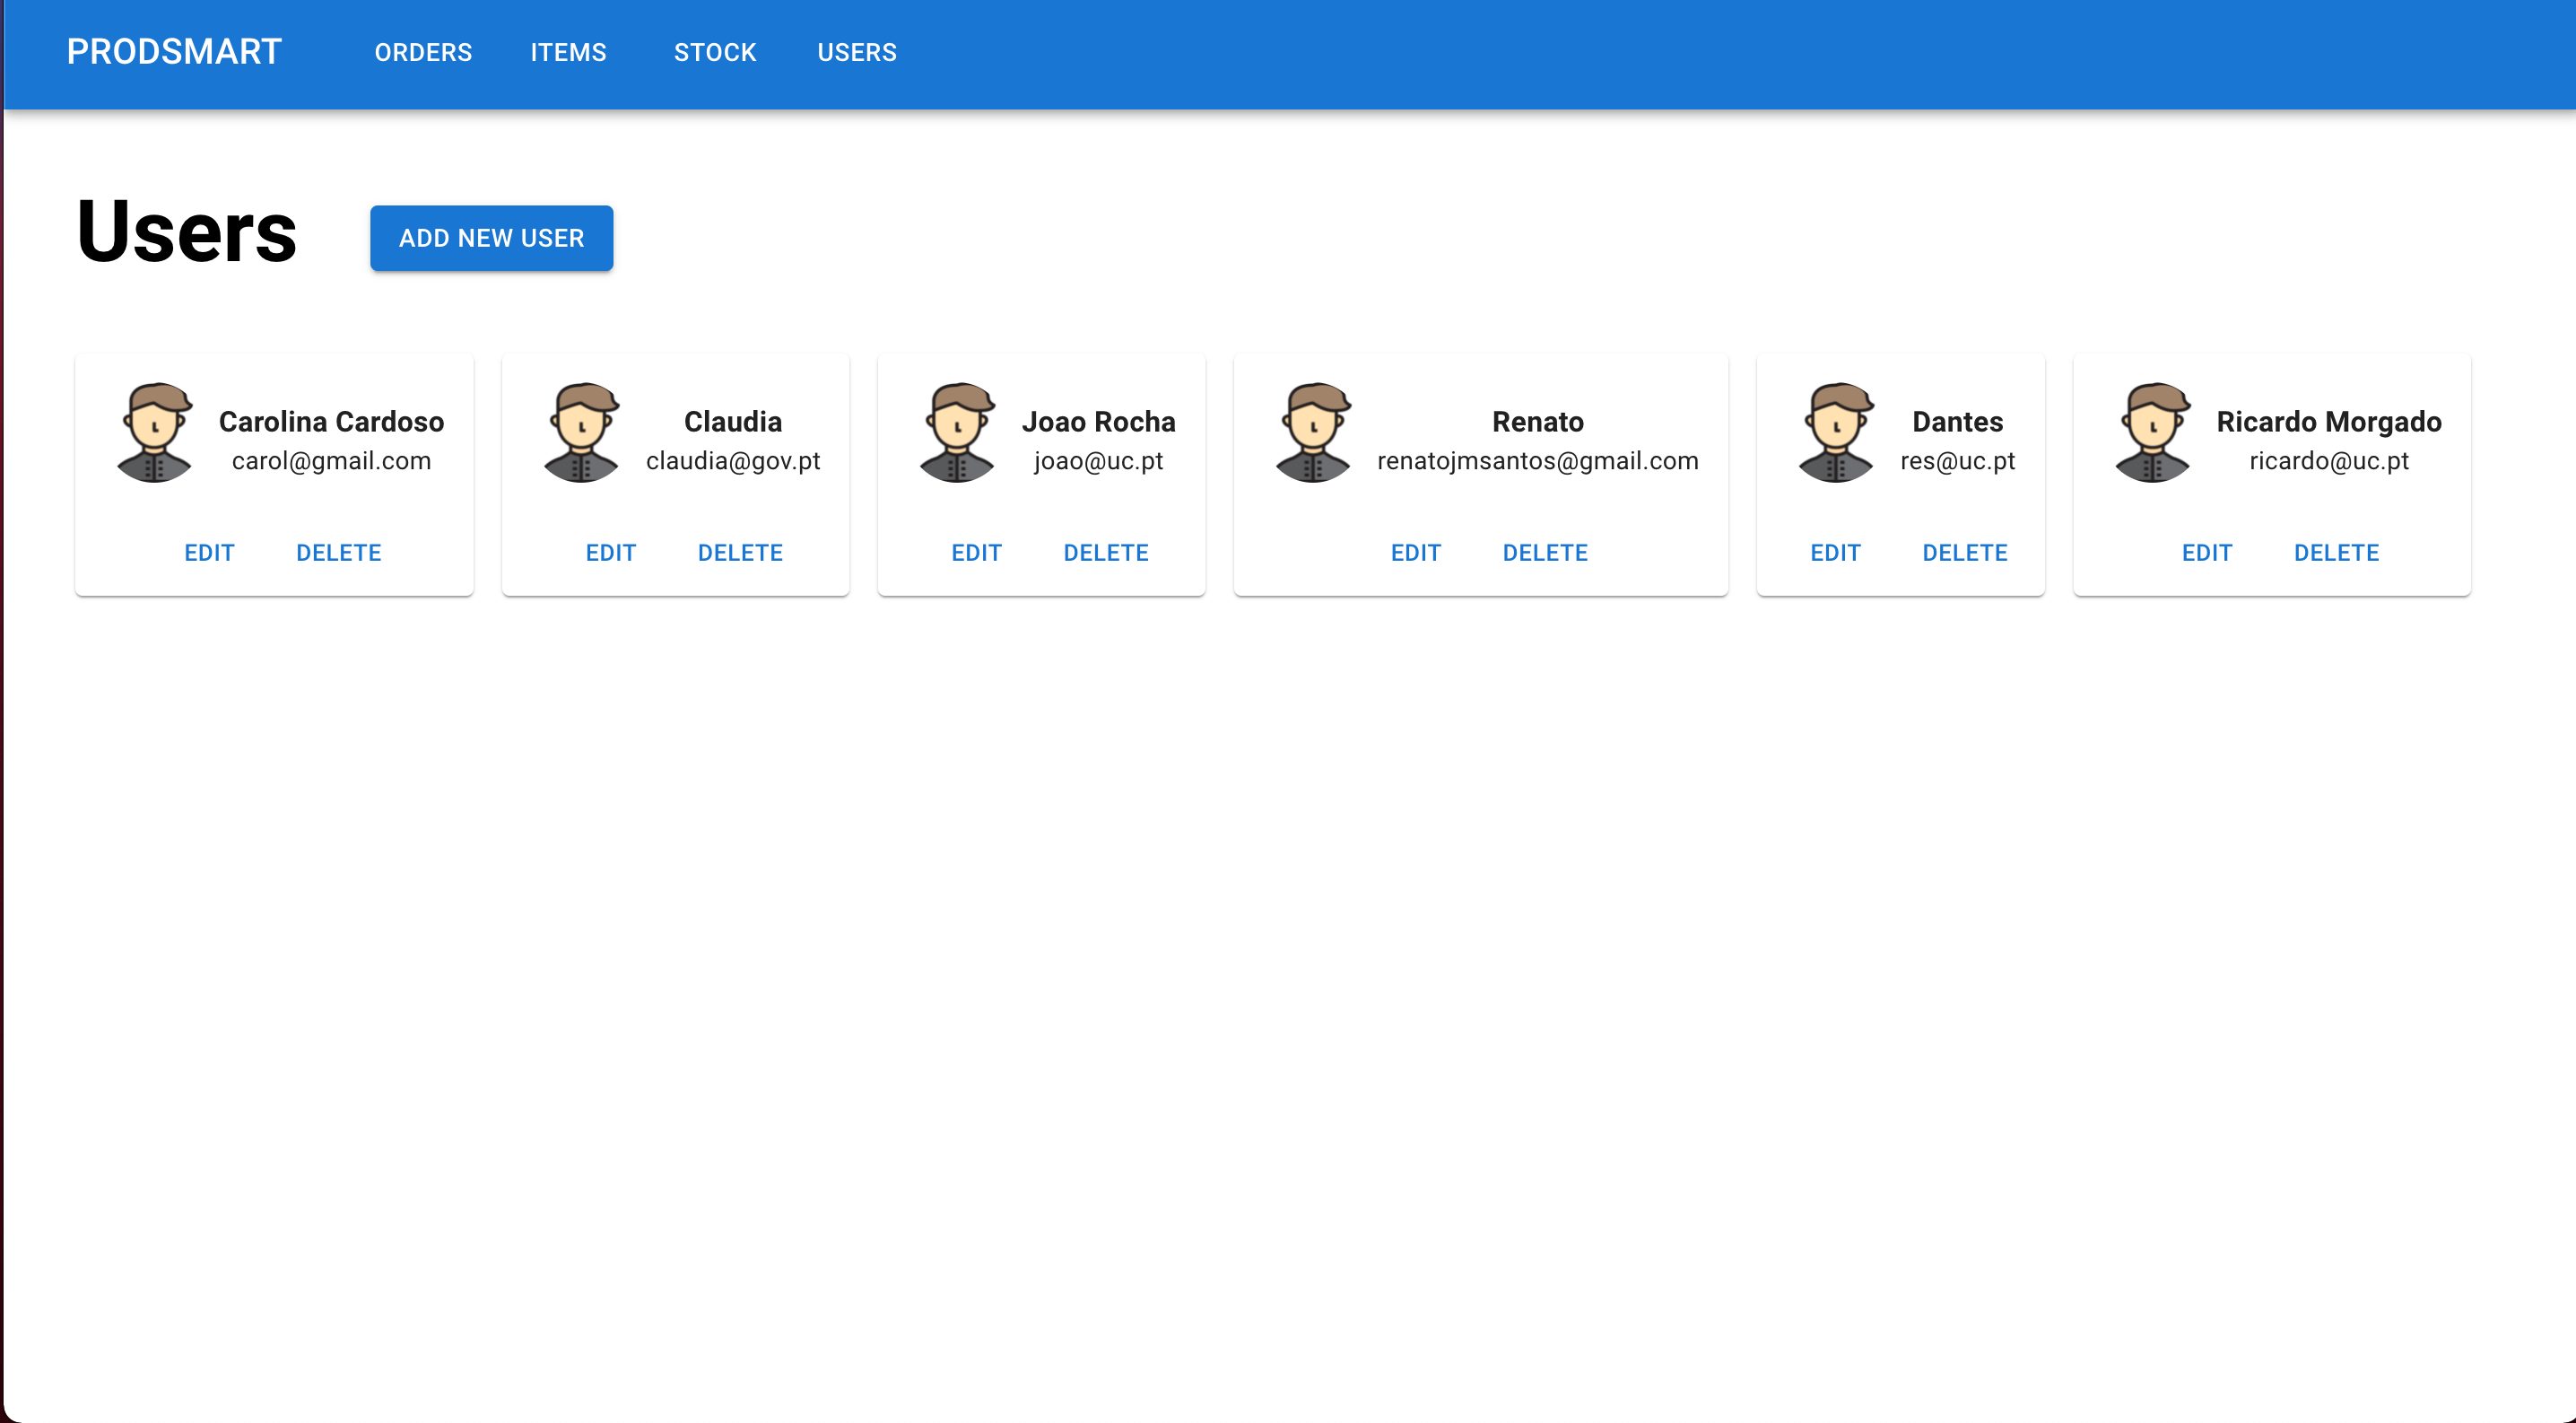 PRODSMART ORDERS ITEMS STOCK USERS
Users ADD NEW USER
Carolina Cardoso
carol@gmail.com
EDIT DELETE
Claudia
claudia@gov.pt
EDIT DELETE
Joao Rocha
joao@uc.pt
EDIT DELETE
Renato
renatojmsantos@gmail.com
EDIT DELETE
Dantes
res@uc.pt
EDIT DELETE
Ricardo Morgado
ricardo@uc.pt
EDIT DELETE